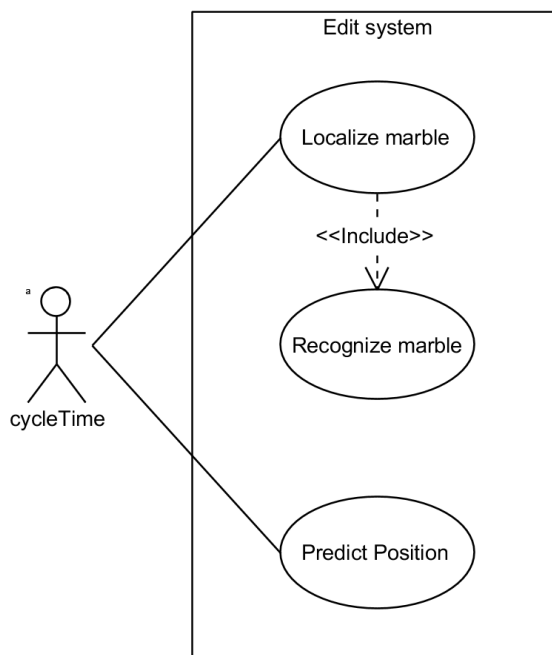 Edit system
Localize marble
<<Include>>
a
Recognize marble
cycleTime
Predict Position